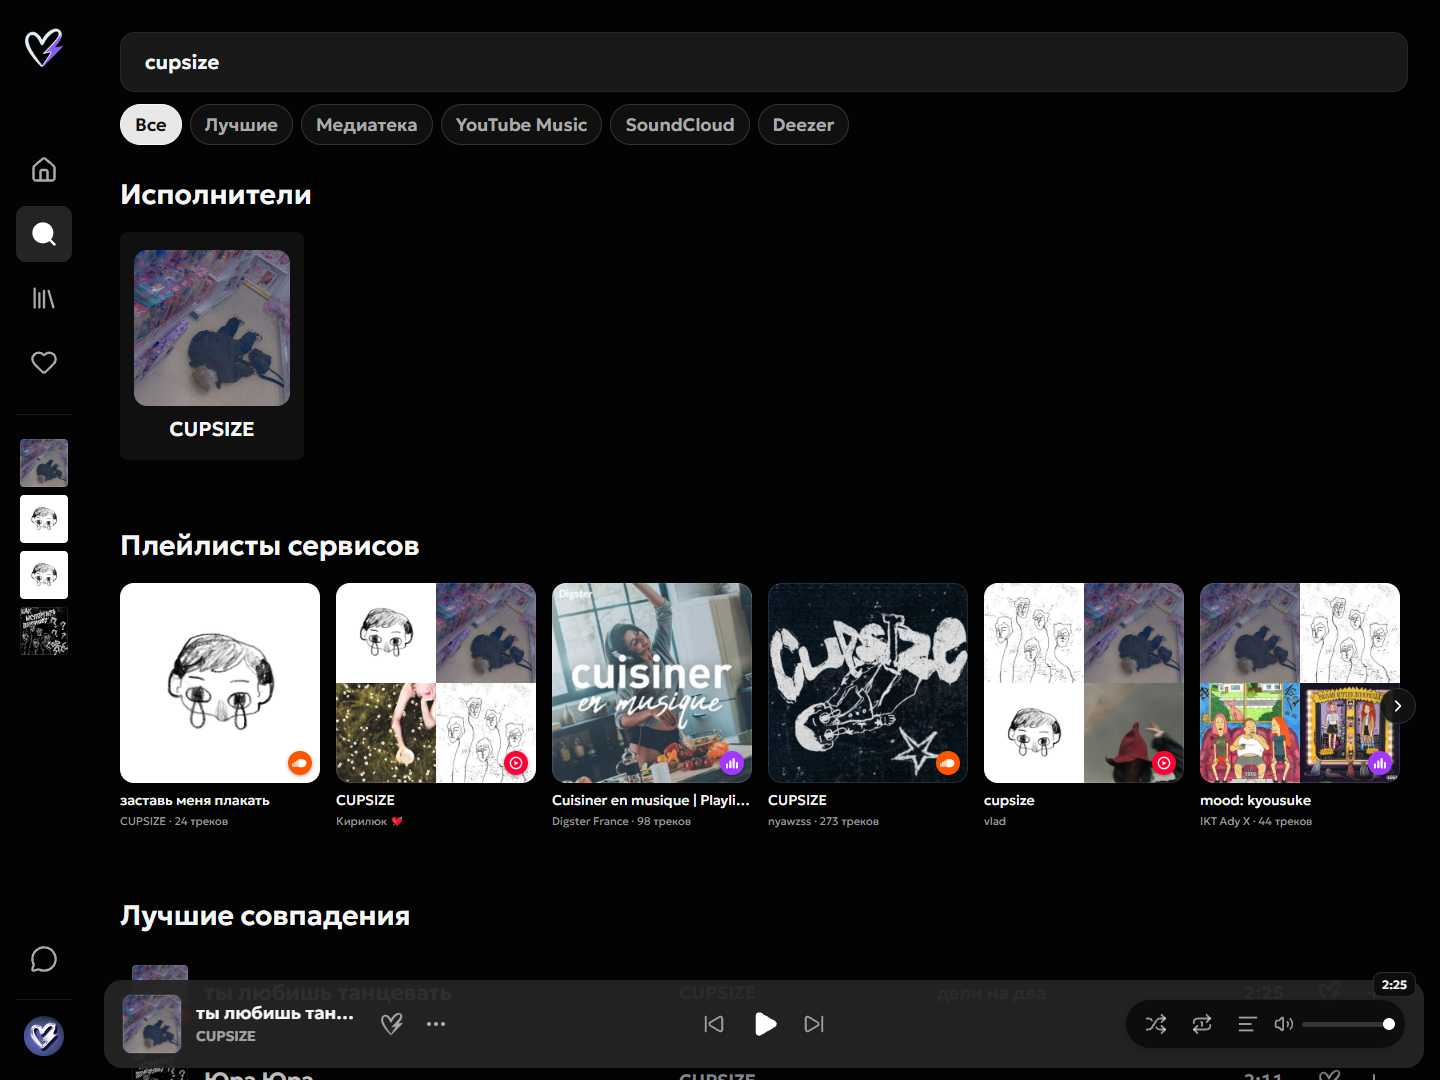 cupsize
Все
Лучшие
Медиатека
YouTube Music
SoundCloud
Deezer
Исполнители
CUPSIZE
Плейлисты сервисов
Digster
cuisiner
en musique
CUPSIZE
заставь меня плакать
CUPSIZE · 24 треков
CUPSIZE
Кирилюк
Cuisiner en musique | Playli...
Digster France · 98 треков
CUPSIZE
nyawzss · 273 треков
cupsize
vlad
mood: kyousuke
IKT Ady X · 44 треков
Лучшие совпадения
ты любишь танцевать
CUPSIZE
дели на два
2:25
2:25
ты любишь тан...
CUPSIZE
Юра Юра
CUPSIZE
2:11